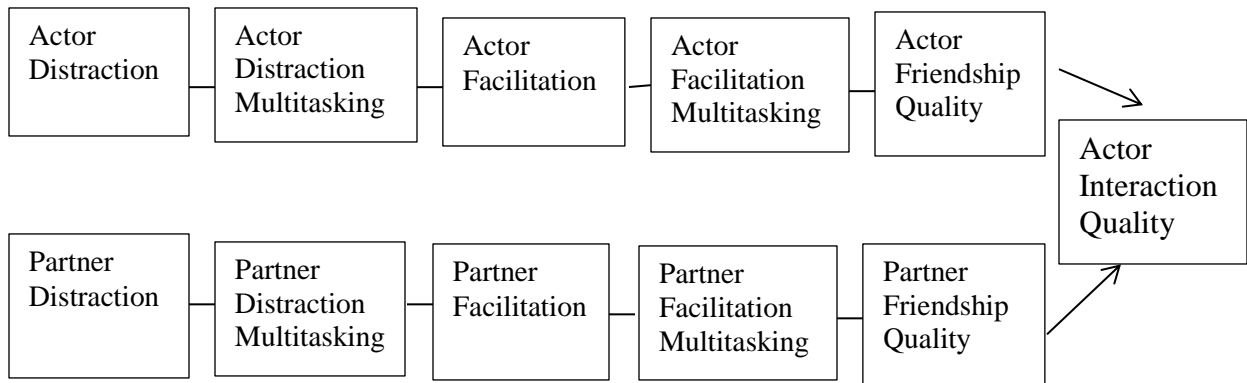 Actor
Distraction
Actor
Distraction
Multitasking
Actor
Facilitation
Actor
Facilitation
Multitasking
Actor
Friendship
Quality
Actor
Interaction
Quality
Partner
Distraction
Partner
Distraction
Multitasking
Partner
Facilitation
Partner
Facilitation
Multitasking
Partner
Friendship
Quality